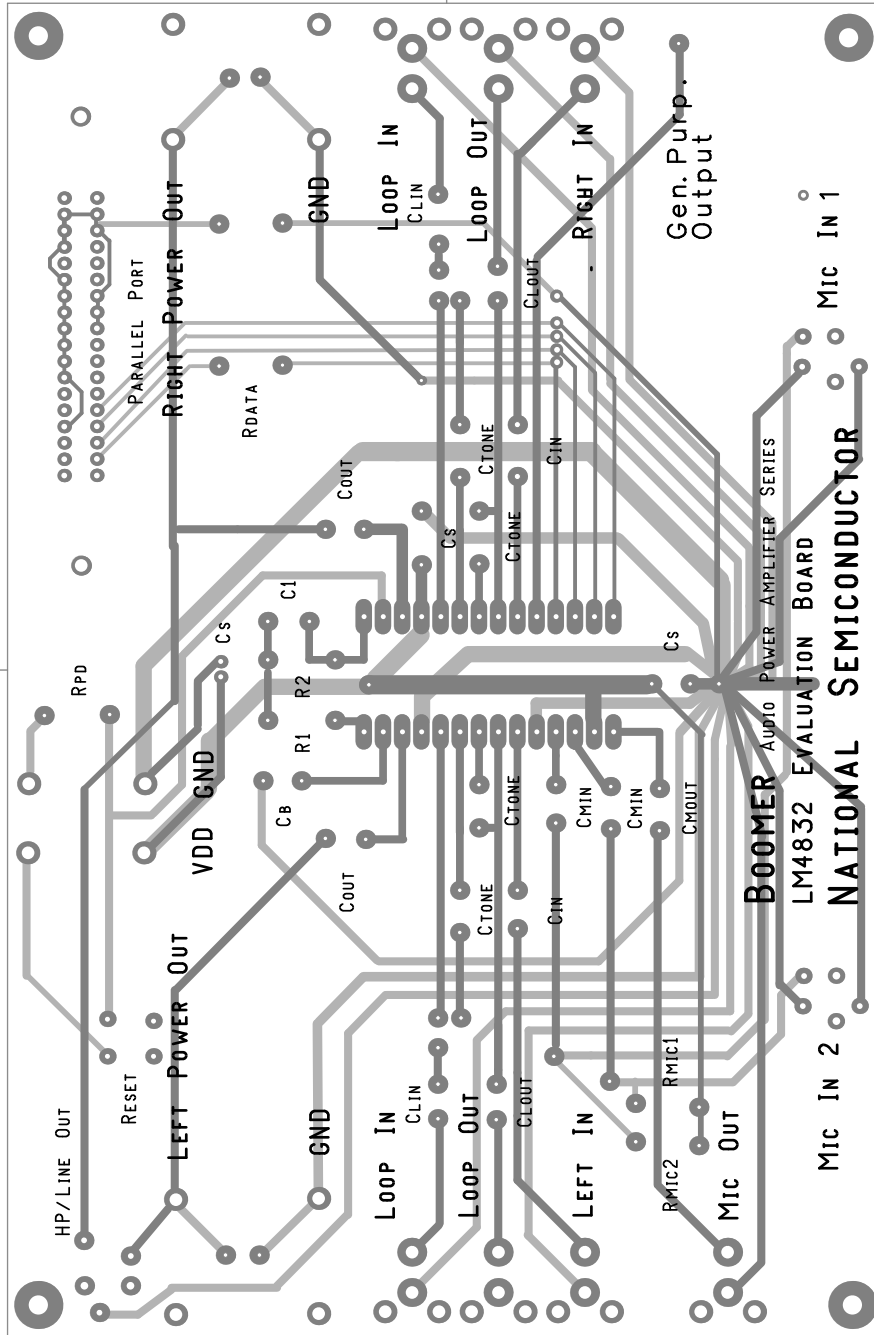 LOOP IN
LOOP OUT
RIGHT IN
Gen. Purp.
Output
CLIN
RIGHT POWER OUT
GND
PARALLEL PORT
CLOUT
MIC IN 1
RDATA
COUT
CTONE
CIN
CS
CTONE
C1
CS
CS
RPD
R2
R1
VDD GND
CB
COUT
CTONE
CTONE
CMIN
CMIN
CMOUT
CIN
BOOMER AUDIO POWER AMPLIFIER SERIES
LM4832 EVALUATION BOARD
NATIONAL SEMICONDUCTOR
LEFT POWER OUT
RESET
HP/LINE OUT
GND
CLIN
LOOP IN
LOOP OUT
CLOUT
LEFT IN
RMIC1
RMIC2
MIC OUT
MIC IN 2